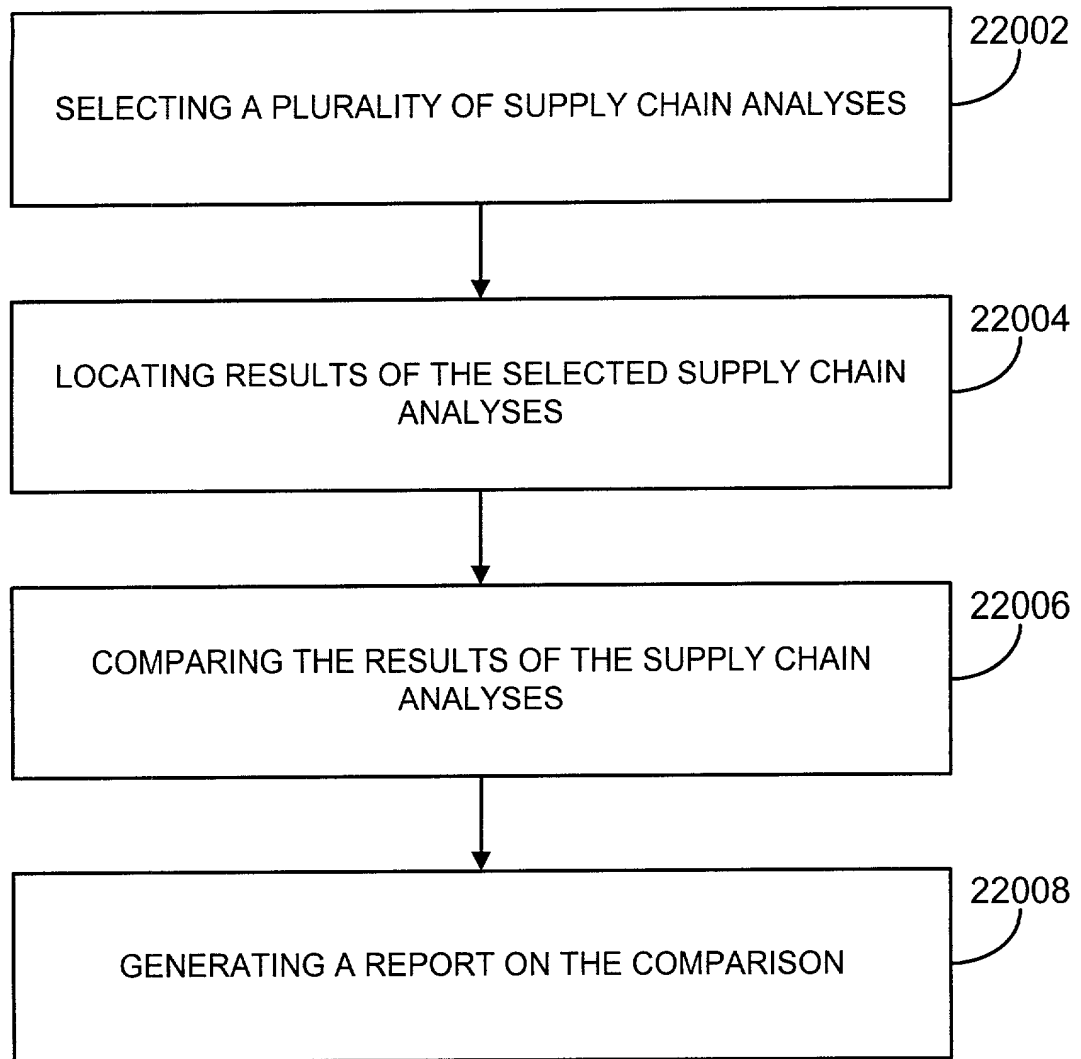 22002
SELECTING A PLURALITY OF SUPPLY CHAIN ANALYSES
22004
LOCATING RESULTS OF THE SELECTED SUPPLY CHAIN
ANALYSES
22006
COMPARING THE RESULTS OF THE SUPPLY CHAIN
ANALYSES
22008
GENERATING A REPORT ON THE COMPARISON